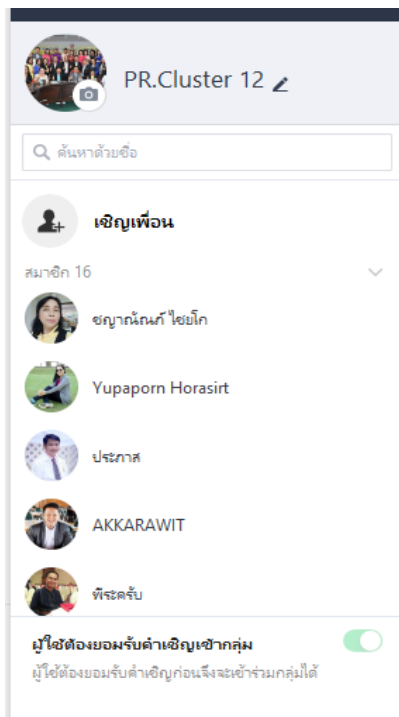 PR.Cluster 12
ค้นหาด้วยชื่อ
เชิญเพื่อน
สมาชิก 16
ชญาณ์ณภ์ ไชยโก
Yupaporn Horasirt
ประภาส
AKKARAWIT
พีระครับ
ผู้ใช้ต้องยอมรับคำเชิญเข้ากลุ่ม
ผู้ใช้ต้องยอมรับคำเชิญก่อนจึงจะเข้าร่วมกลุ่มได้